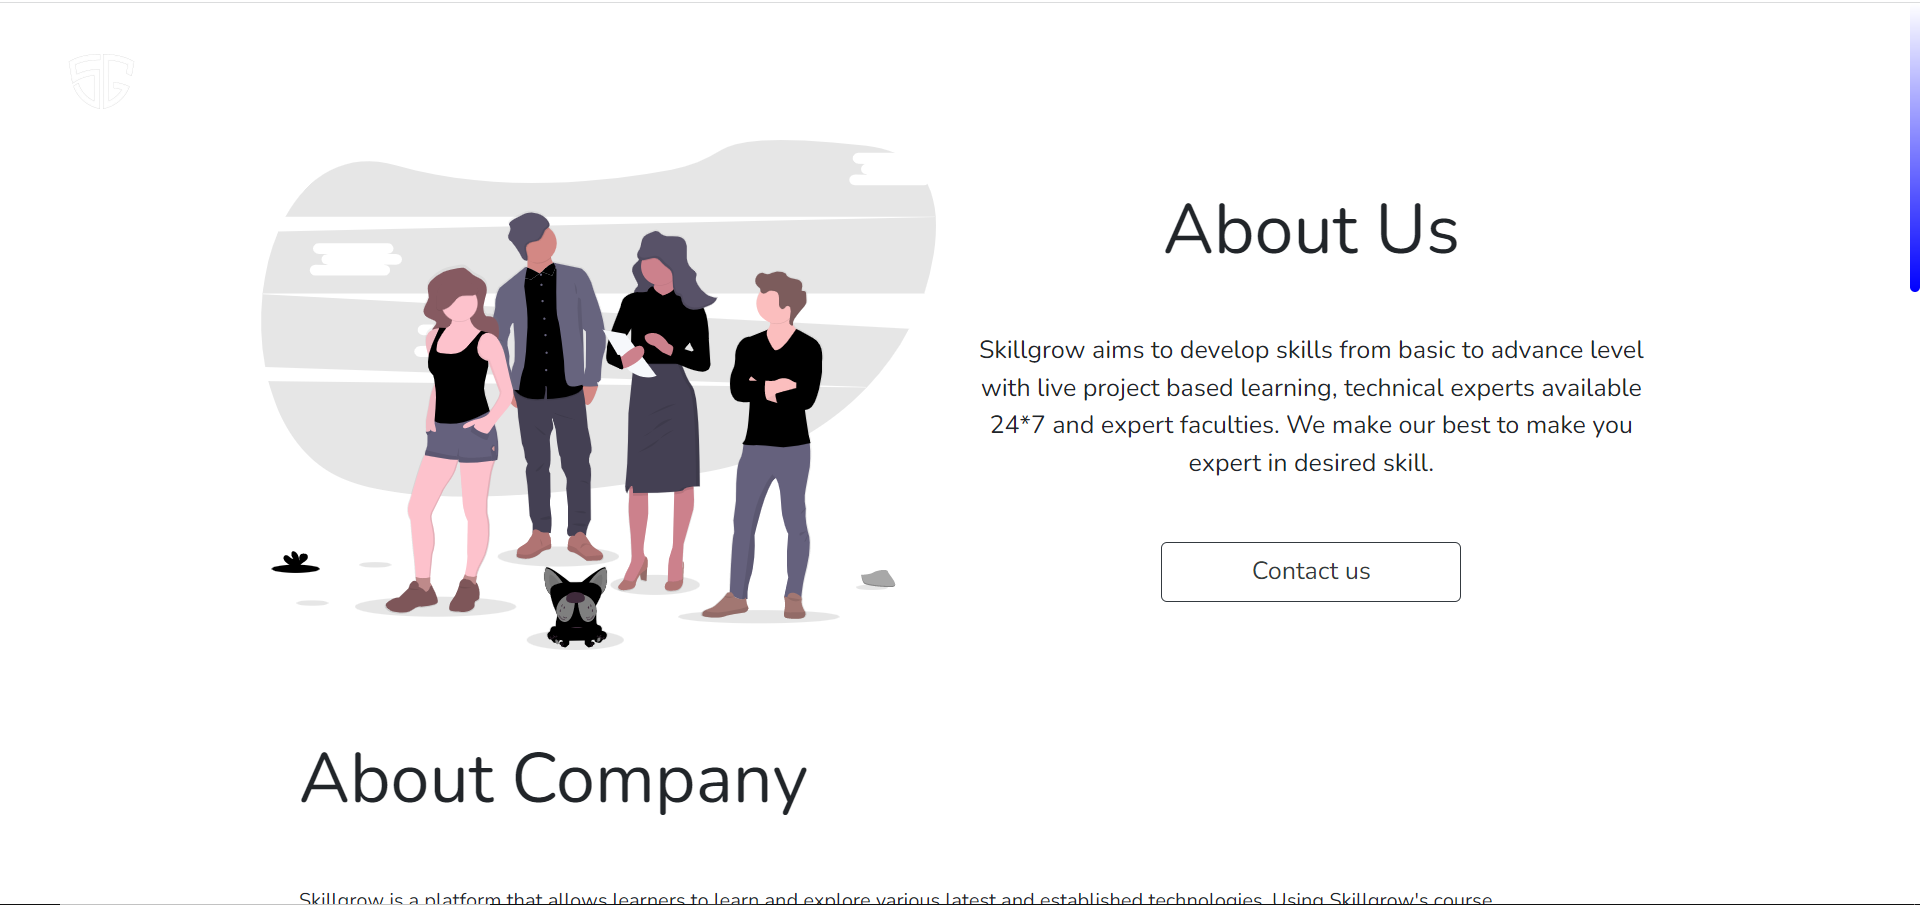 SG
About Us
Skillgrow aims to develop skills from basic to advance level
with live project based learning, technical experts available
24*7 and expert faculties. We make our best to make you
expert in desired skill.
Contact us
About Company
Skillgrow is a platform that allows learners to learn and explore various latest and established technologies. Using Skillgrow's course